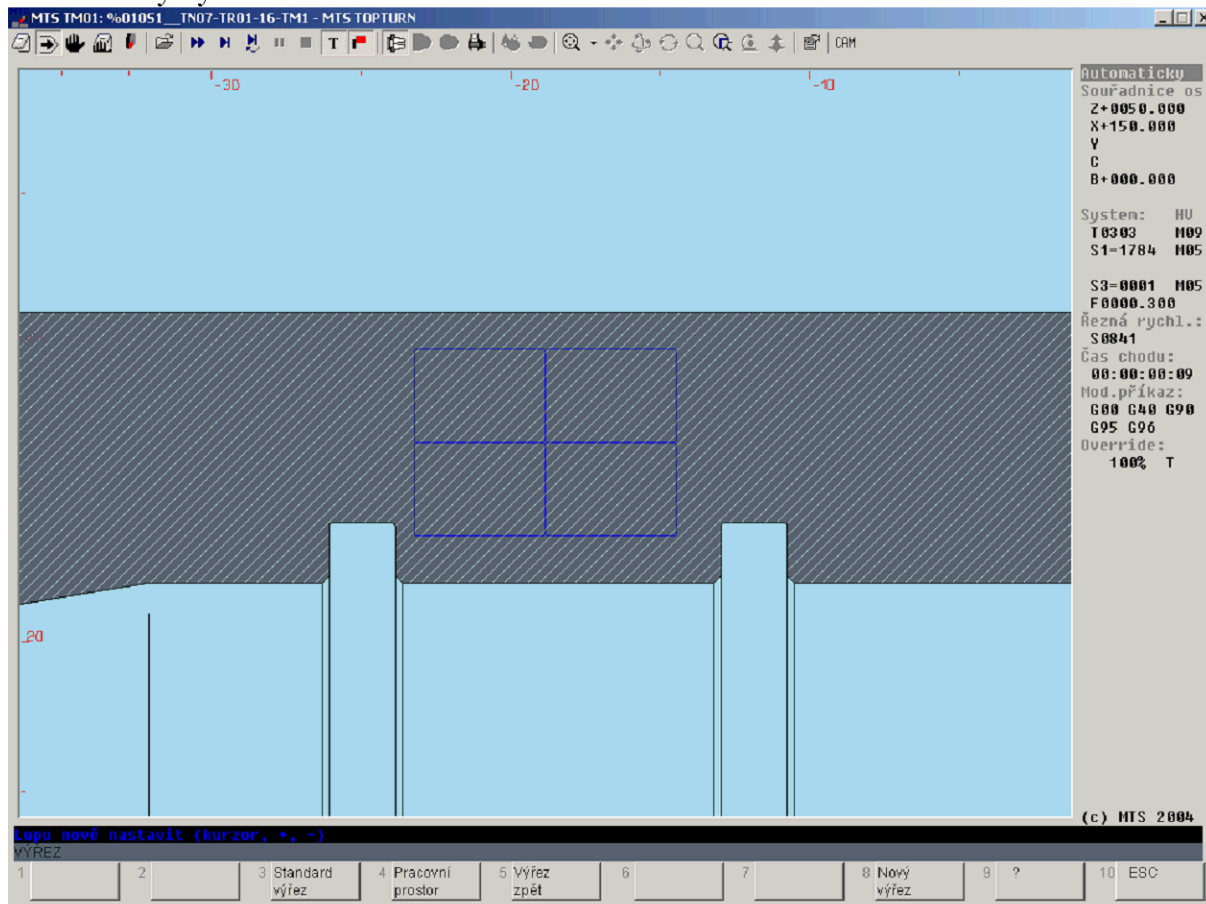 MTS TM01: %01051__TN07-TR01-16-TM1 - MTS TOPTURN
T
CAM
-30
-20
-10
20
Automaticky
Souřadnice os
Z+0050.000
X+150.000
Y
C
B+000.000
System: HV
T0303 M09
S1=1784 M05
S3=0001 M05
F0000.300
Řezná rychl.:
S0841
Čas chodu:
00:00:00:09
Mod.příkaz:
G00 G40 G90
G95 G96
Override:
100% T
(c) MTS 2004
Lupu nově nastavit (kurzor, +, -)
VÝREZ
1
2
3 Standard výřez
4 Pracovní prostor
5 Výřez zpět
6
7
8 Nový výřez
9 ?
10 ESC